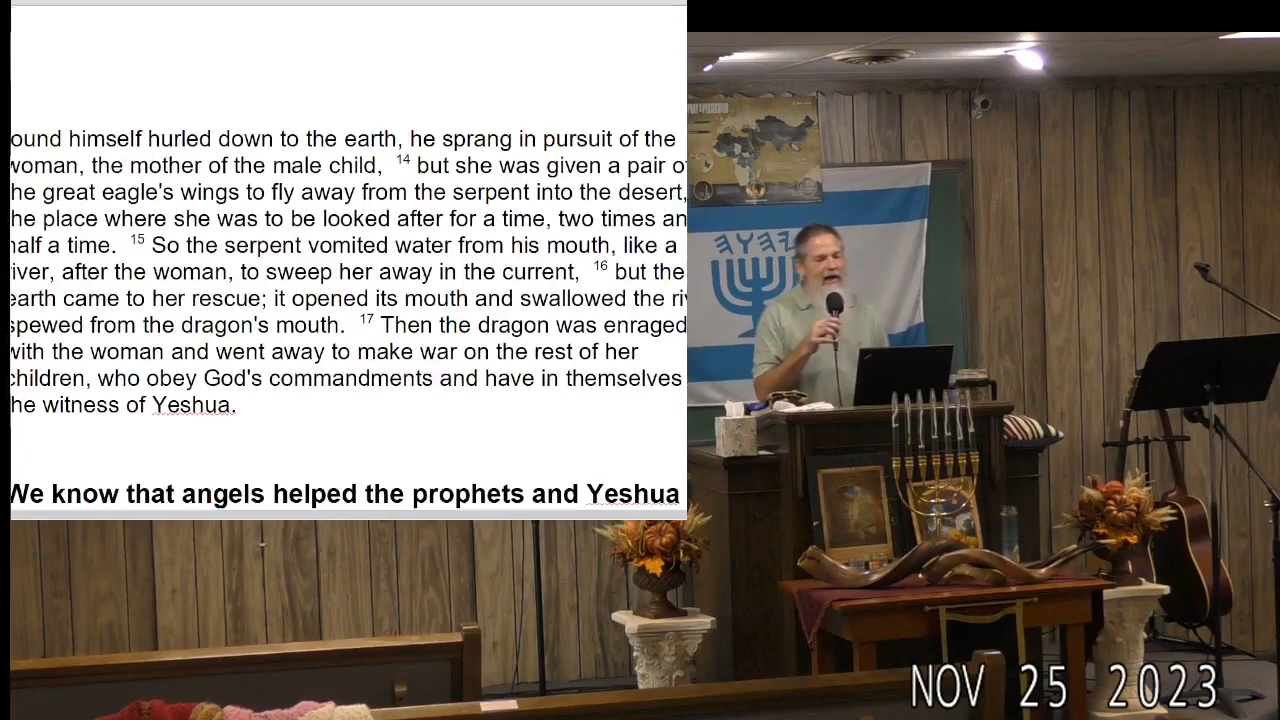 ound himself hurled down to the earth, he sprang in pursuit of the
woman, the mother of the male child, 14 but she was given a pair of
he great eagle's wings to fly away from the serpent into the desert,
he place where she was to be looked after for a time, two times an
half a time. 15 So the serpent vomited water from his mouth, like a
river, after the woman, to sweep her away in the current, 16 but the
earth came to her rescue; it opened its mouth and swallowed the riv
spewed from the dragon's mouth. 17 Then the dragon was enraged
with the woman and went away to make war on the rest of her
children, who obey God's commandments and have in themselves
he witness of Yeshua.
We know that angels helped the prophets and Yeshua
NOV 25 2023